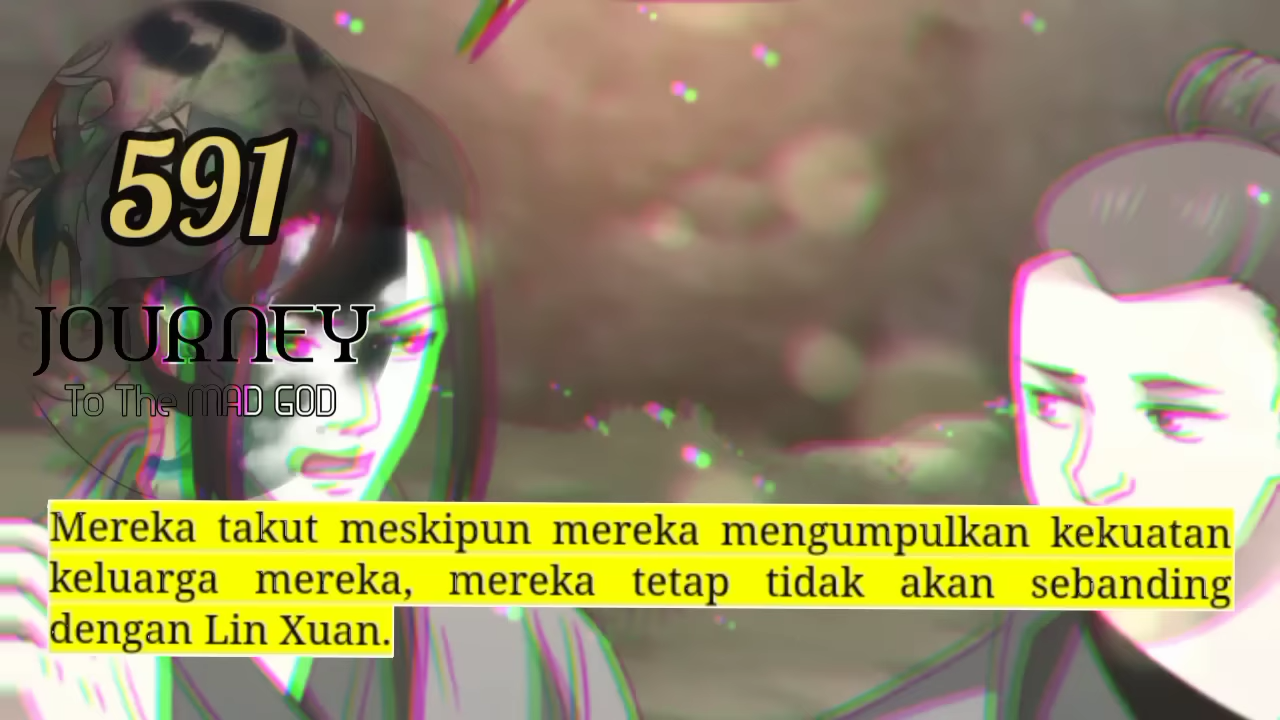 591
JOURNEY
To The MAD GOD
Mereka takut meskipun mereka mengumpulkan kekuatan
keluarga mereka, mereka tetap tidak akan sebanding
dengan Lin Xuan.